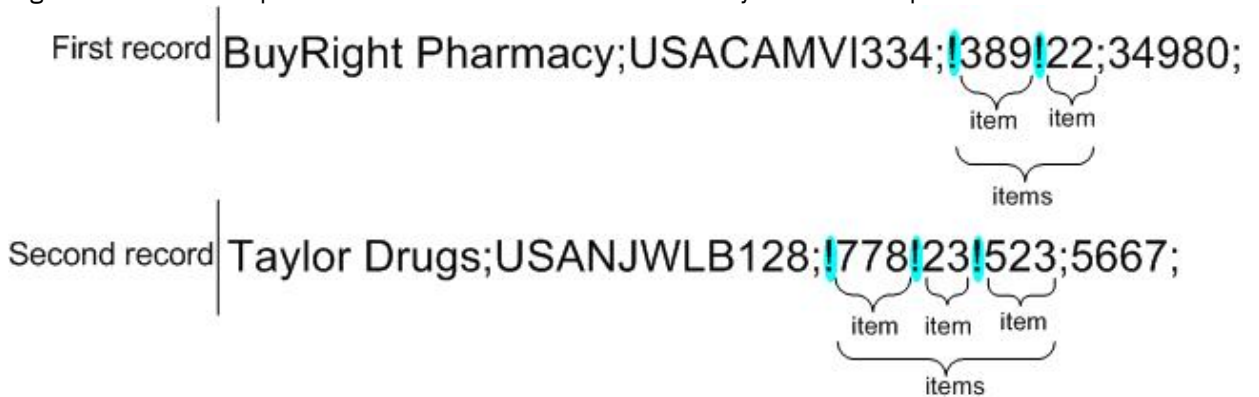 First record BuyRight Pharmacy;USACAMVI334;!389!22;34980;
item item
items
Second record Taylor Drugs;USANJWLB128;!778!23!523;5667;
item item item
items